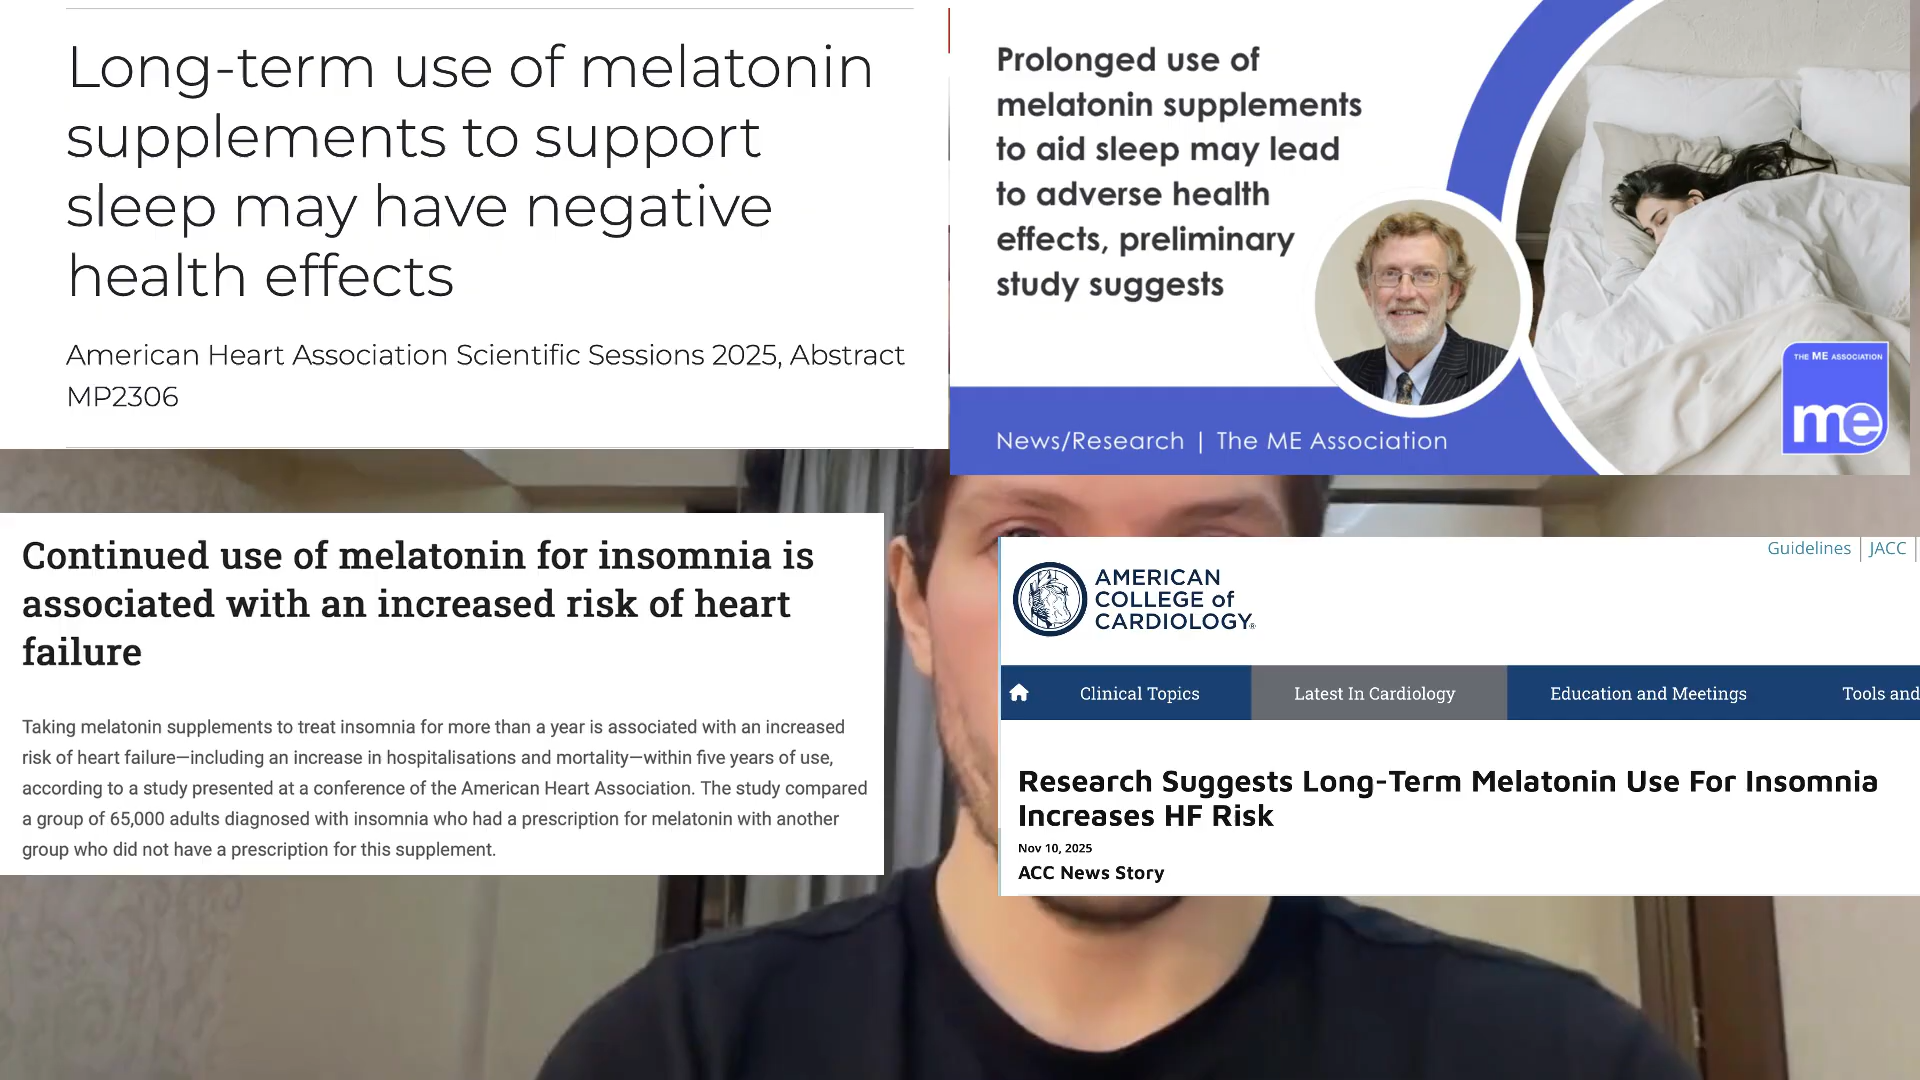 Long-term use of melatonin
supplements to support
sleep may have negative
health effects
American Heart Association Scientific Sessions 2025, Abstract
MP2306
Prolonged use of
melatonin supplements
to aid sleep may lead
to adverse health
effects, preliminary
study suggests
News/Research | The ME Association
THE ME ASSOCIATION
me
Continued use of melatonin for insomnia is
associated with an increased risk of heart
failure
Taking melatonin supplements to treat insomnia for more than a year is associated with an increased
risk of heart failure—including an increase in hospitalisations and mortality—within five years of use,
according to a study presented at a conference of the American Heart Association. The study compared
a group of 65,000 adults diagnosed with insomnia who had a prescription for melatonin with another
group who did not have a prescription for this supplement.
Guidelines | JACC |
AMERICAN
COLLEGE of
CARDIOLOGY®
Clinical Topics
Latest In Cardiology
Education and Meetings
Tools and
Research Suggests Long-Term Melatonin Use For Insomnia
Increases HF Risk
Nov 10, 2025
ACC News Story